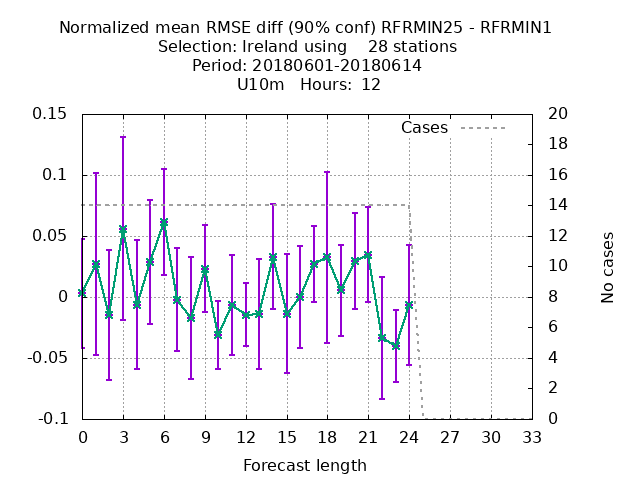 Normalized mean RMSE diff (90% conf) RFRMIN25 - RFRMIN1
Selection: Ireland using    28 stations
Period: 20180601-20180614
U10m   Hours:  12
0.15
0.1
0.05
0
-0.05
-0.1
Cases
20
18
16
14
12
10
8
6
4
2
0
No cases
0 3 6 9 12 15 18 21 24 27 30 33
Forecast length